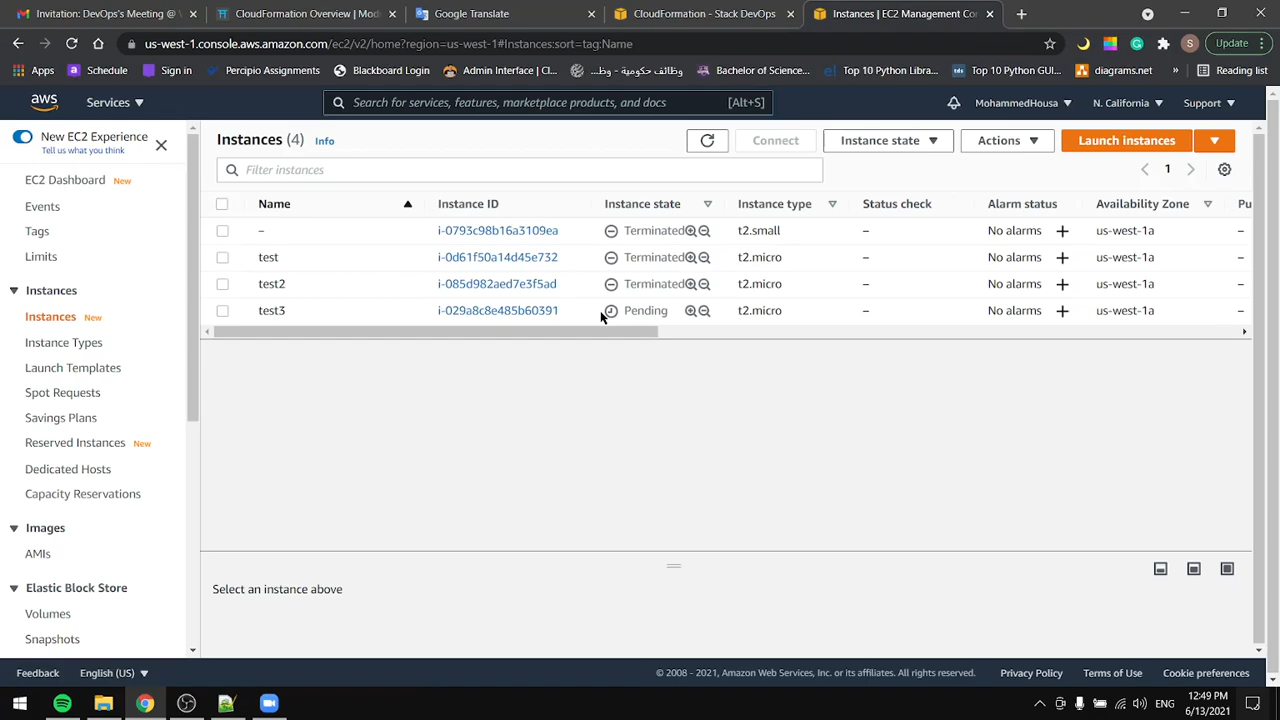 Invitation: DevOps's Meeting @
CloudFormation Overview | Mod
Google Translate
CloudFormation - Stack DevOps
Instances | EC2 Management Con
us-west-1.console.aws.amazon.com/ec2/v2/home?region=us-west-1#Instances:sort=tag:Name
S
Update
Apps
Schedule
Sign in
Percipio Assignments
Blackboard Login
Admin Interface | Cl...
وظائف حكومية - وظ...
Bachelor of Science...
Top 10 Python Librar...
Top 10 Python GUI...
diagrams.net
Reading list
aws
Services
Search for services, features, marketplace products, and docs
[Alt+S]
MohammedHousa
N. California
Support
New EC2 Experience
Tell us what you think
EC2 Dashboard New
Events
Tags
Limits
Instances
Instances New
Instance Types
Launch Templates
Spot Requests
Savings Plans
Reserved Instances New
Dedicated Hosts
Capacity Reservations
Images
AMIs
Elastic Block Store
Volumes
Snapshots
Instances (4) Info
Connect
Instance state
Actions
Launch instances
Filter instances
1
Name Instance ID Instance state Instance type Status check Alarm status Availability Zone Pu
– i-0793c98b16a3109ea Terminated t2.small – No alarms + us-west-1a –
test i-0d61f50a14d45e732 Terminated t2.micro – No alarms + us-west-1a –
test2 i-085d982aed7e3f5ad Terminated t2.micro – No alarms + us-west-1a –
test3 i-029a8c8e485b60391 Pending t2.micro – No alarms + us-west-1a –
Select an instance above
Feedback
English (US)
© 2008 - 2021, Amazon Web Services, Inc. or its affiliates. All rights reserved.
Privacy Policy
Terms of Use
Cookie preferences
ENG
12:49 PM
6/13/2021